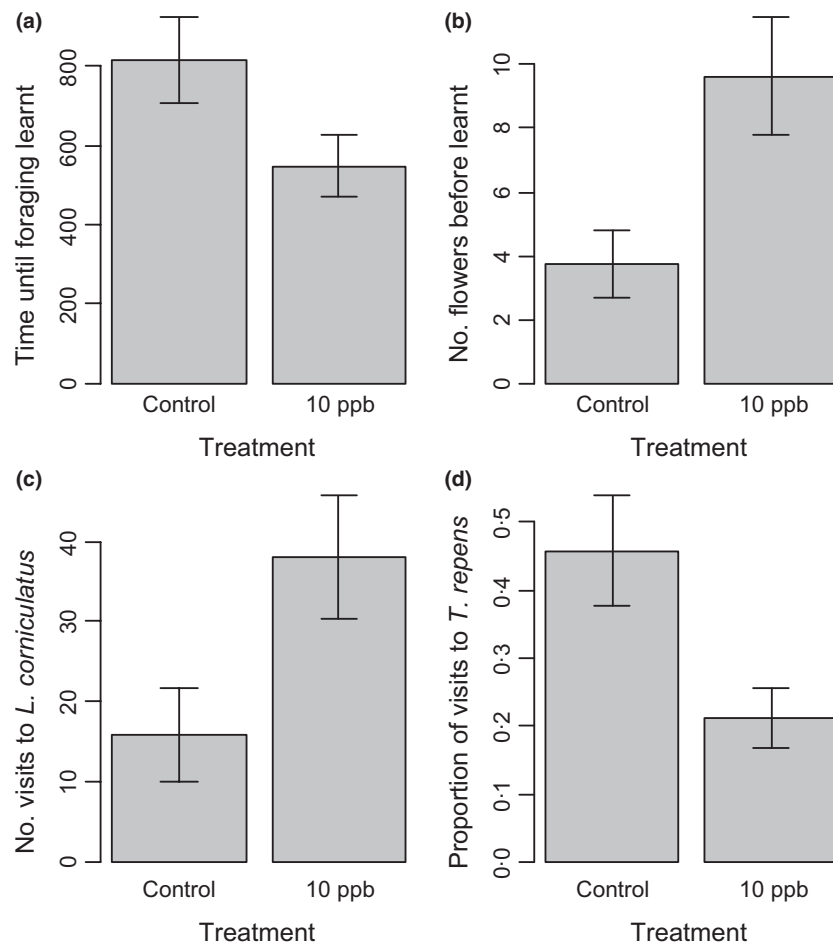 (a)
Time until foraging learnt
800
600
400
200
0
Control
10 ppb
Treatment
(b)
No. flowers before learnt
10
8
6
4
2
0
Control
10 ppb
Treatment
(c)
No. visits to L. corniculatus
40
30
20
10
0
Control
10 ppb
Treatment
(d)
Proportion of visits to T. repens
0·5
0·4
0·3
0·2
0·1
0·0
Control
10 ppb
Treatment